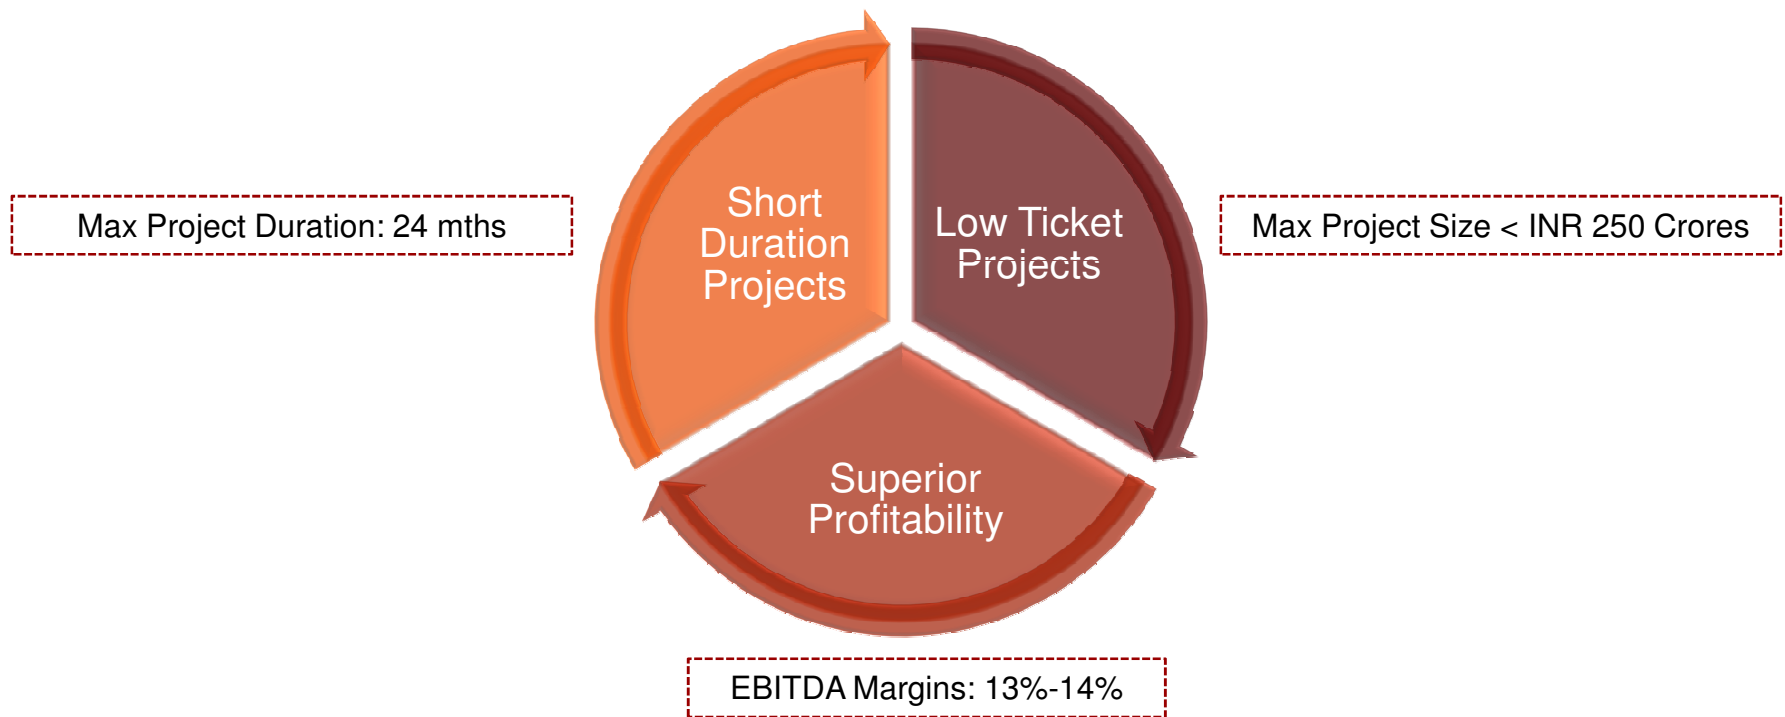 Short
Duration
Projects
Low Ticket
Projects
Max Project Duration: 24 mths
Max Project Size < INR 250 Crores
Superior
Profitability
EBITDA Margins: 13%-14%